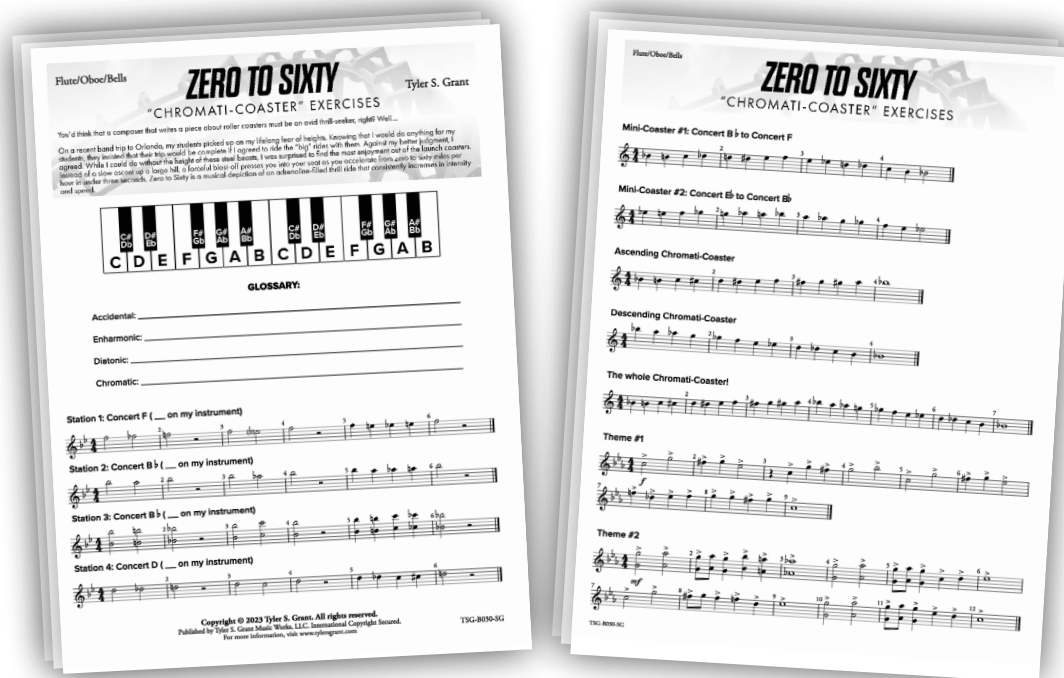 Flute/Oboe/Bells
ZERO TO SIXTY
Tyler S. Grant
"CHROMATI-COASTER" EXERCISES
You'd think that a composer that writes a piece about roller coasters must be an avid thrill-seeker, right? Well...
On a recent band trip to Orlando, my students picked up on my lifelong fear of heights. Knowing that I would do anything for my
students, they insisted that their trip would be complete if I agreed to ride the "big" rides with them. Against my better judgment, I
agreed. While I could do without the height of these steel beasts, I was surprised to find the most enjoyment out of the launch coasters.
Instead of a slow ascent up a large hill, a forceful blast-off presses you into your seat as you accelerate from zero to sixty miles per
hour in under three seconds. Zero to Sixty is a musical depiction of an adrenaline-filled thrill ride that consistently increases in intensity
and speed.
C# D# F# G# A# C# D# F# G# A#
Db Eb Gb Ab Bb Db Eb Gb Ab Bb
C D E F G A B C D E F G A B
GLOSSARY:
Accidental:
Enharmonic:
Diatonic:
Chromatic:
Station 1: Concert F ( __ on my instrument)
Station 2: Concert B♭ ( __ on my instrument)
Station 3: Concert B♭ ( __ on my instrument)
Station 4: Concert D ( __ on my instrument)
Copyright © 2023 Tyler S. Grant. All rights reserved.
Published by Tyler S. Grant Music Works, LLC. International Copyright Secured.
For more information, visit www.tylersgrant.com
TSG-B030-SG
Flute/Oboe/Bells
ZERO TO SIXTY
"CHROMATI-COASTER" EXERCISES
Mini-Coaster #1: Concert B♭ to Concert F
Mini-Coaster #2: Concert E♭ to Concert B♭
Ascending Chromati-Coaster
Descending Chromati-Coaster
The whole Chromati-Coaster!
Theme #1
f
Theme #2
mf
TSG-B030-SG